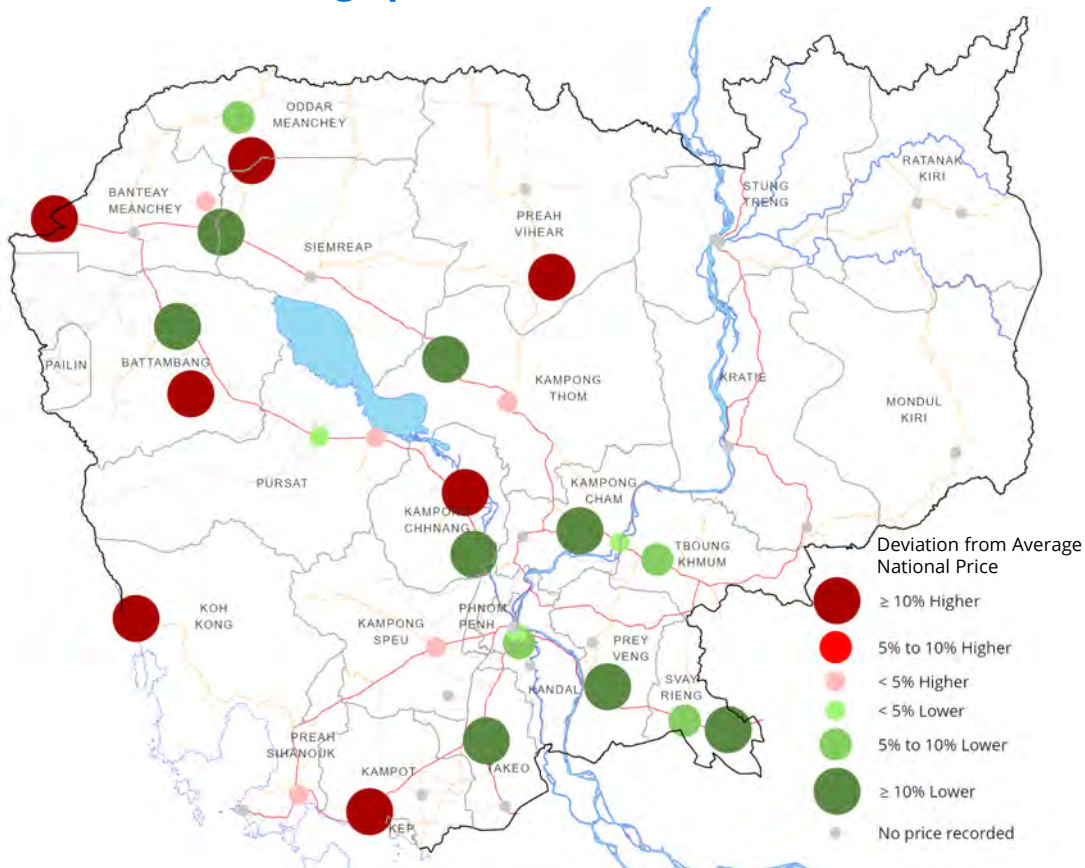 ODDAR
MEANCHEY
BANTEAY
MEANCHEY
SIEMREAP
PREAH
VIHEAR
STUNG
TRENG
RATANAK
KIRI
PAILIN
BATTAMBANG
KAMPONG
THOM
KRATIE
MONDUL
KIRI
PURSAT
KAMPONG
CHHNANG
KAMPONG
CHAM
TBOUNG
KHMUM
KOH
KONG
KAMPONG
SPEU
PHNOM
PENH
PREY
VENG
KANDAL
SVAY
RIENG
PREAH
SIHANOUK
KAMPOT
TAKEO
KEP
Deviation from Average
National Price
≥ 10% Higher
5% to 10% Higher
< 5% Higher
< 5% Lower
5% to 10% Lower
≥ 10% Lower
No price recorded